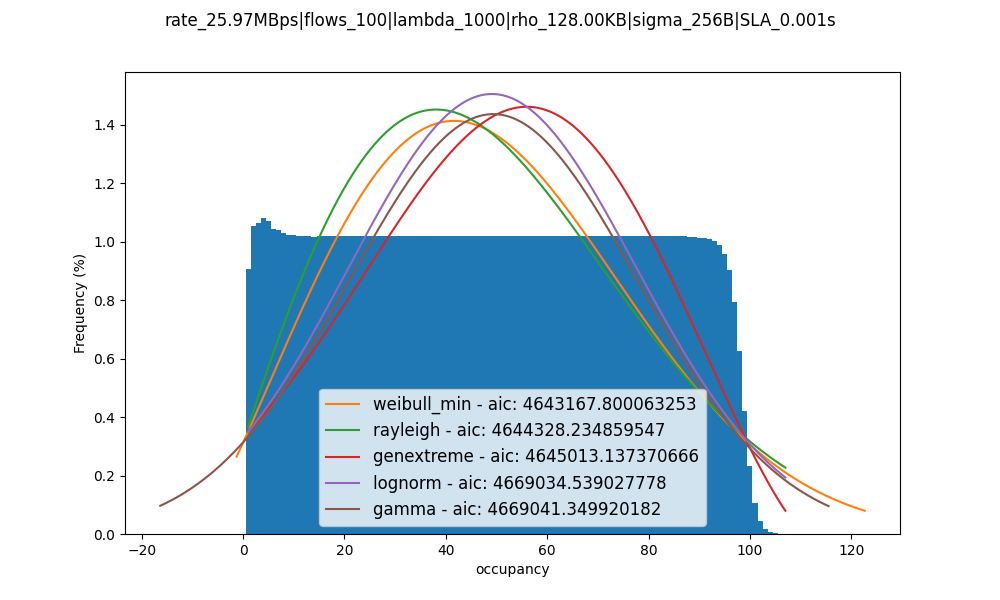 rate_25.97MBps|flows_100|lambda_1000|rho_128.00KB|sigma_256B|SLA_0.001s
1.4
1.2
1.0
0.8
0.6
0.4
0.2
0.0
Frequency (%)
weibull_min - aic: 4643167.800063253
rayleigh - aic: 4644328.234859547
genextreme - aic: 4645013.137370666
lognorm - aic: 4669034.539027778
gamma - aic: 4669041.349920182
−20 0 20 40 60 80 100 120
occupancy